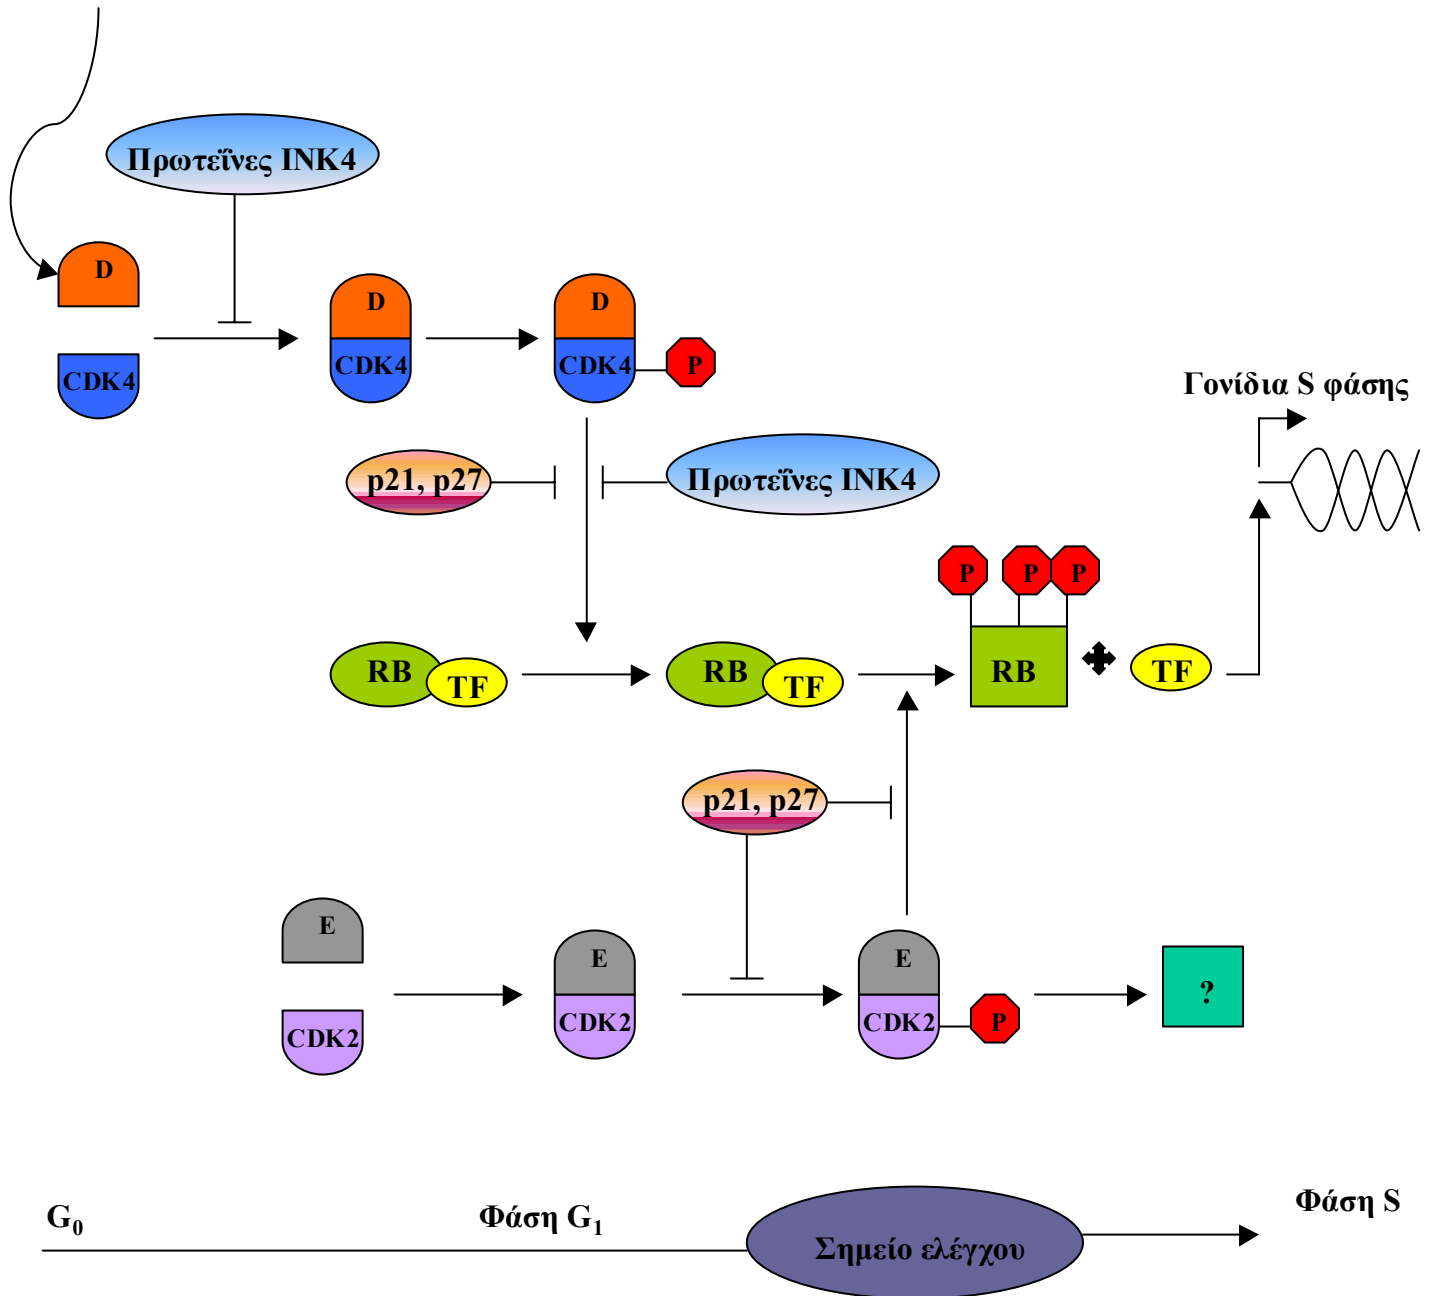 Πρωτεΐνες INK4
D
CDK4
D
CDK4
D
CDK4
P
Γονίδια S φάσης
p21, p27
Πρωτεΐνες INK4
P
P
P
RB
TF
RB
TF
RB
TF
p21, p27
E
CDK2
E
CDK2
E
CDK2
P
?
G₀
Φάση G₁
Σημείο ελέγχου
Φάση S